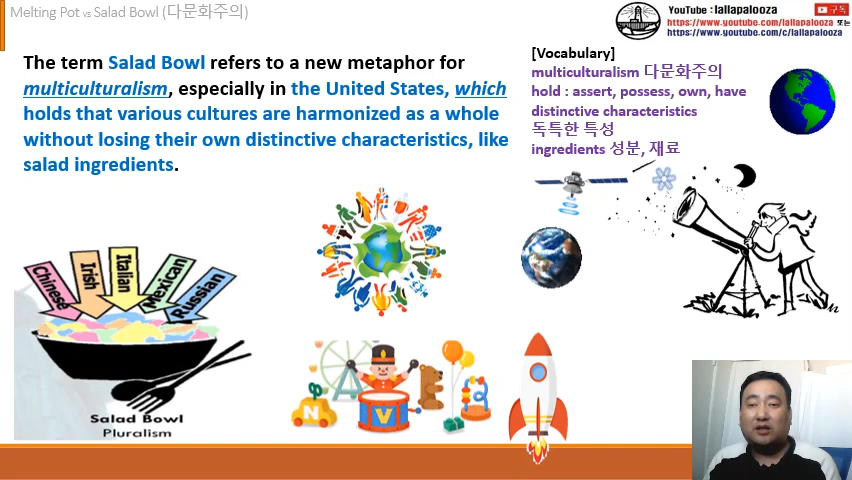 Melting Pot vs Salad Bowl (다문화주의)
YouTube : lallapalooza
구독
https://www.youtube.com/lallapalooza 또는
https://www.youtube.com/c/lallapalooza
The term Salad Bowl refers to a new metaphor for
multiculturalism, especially in the United States, which
holds that various cultures are harmonized as a whole
without losing their own distinctive characteristics, like
salad ingredients.
[Vocabulary]
multiculturalism 다문화주의
hold : assert, possess, own, have
distinctive characteristics
독특한 특성
ingredients 성분, 재료
Chinese
Irish
Italian
Mexican
Russian
Salad Bowl
Pluralism
N A V E R